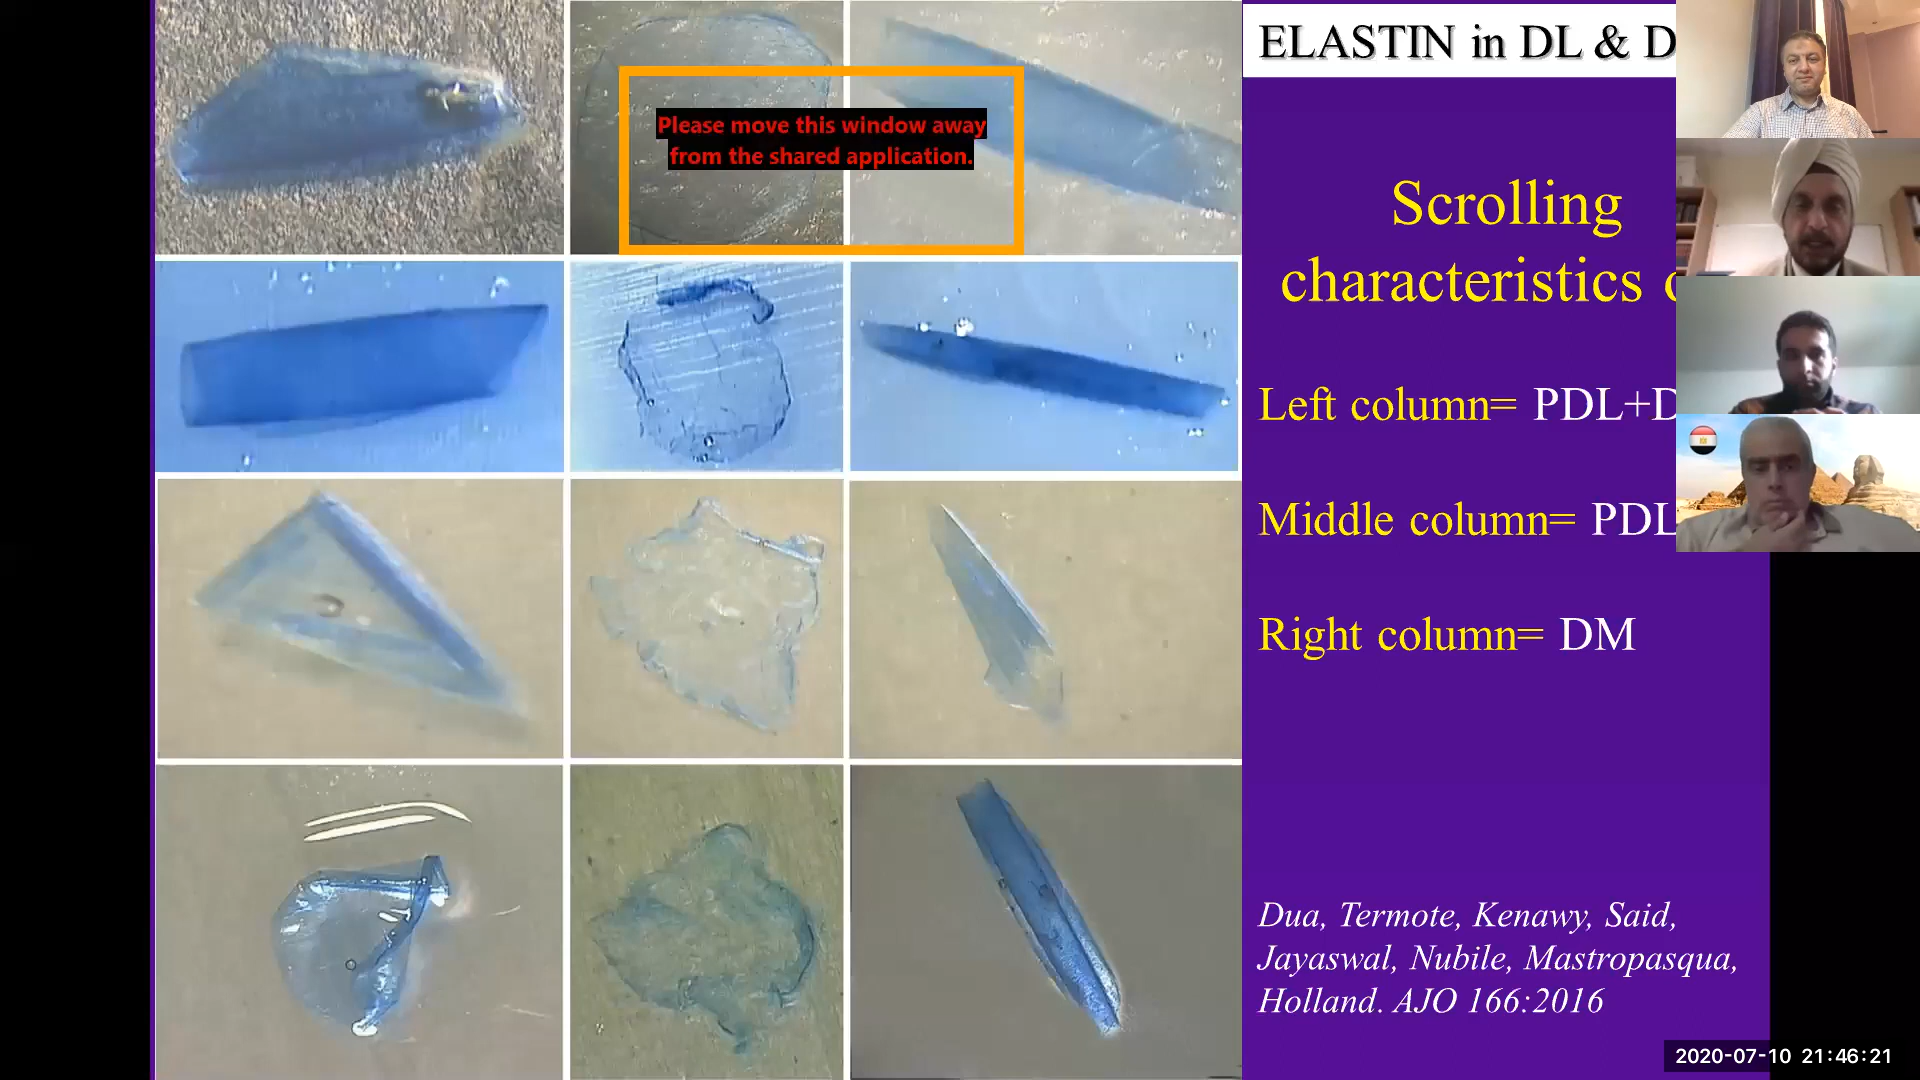 ELASTIN in DL & D
Please move this window away
from the shared application.
Scrolling
characteristics
Left column= PDL+D
Middle column= PDL
Right column= DM
Dua, Termote, Kenawy, Said,
Jayaswal, Nubile, Mastropasqua,
Holland. AJO 166:2016
2020-07-10 21:46:21